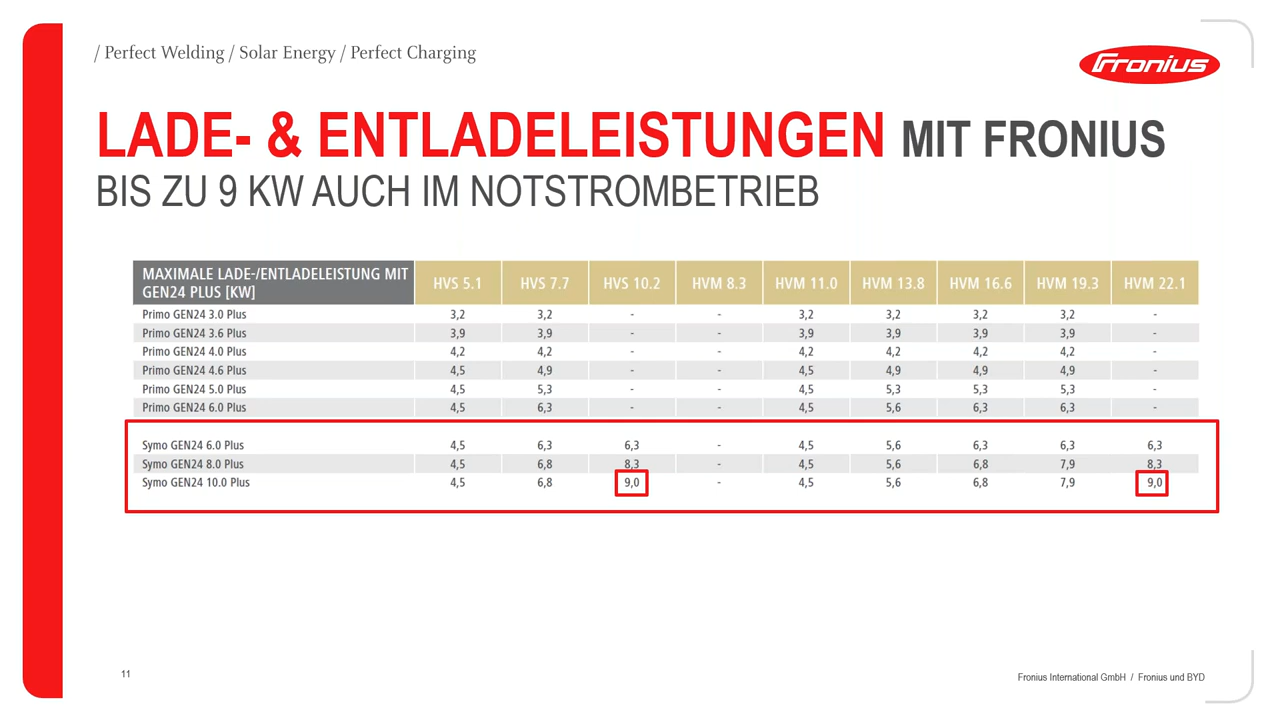 / Perfect Welding / Solar Energy / Perfect Charging
Fronius
LADE- & ENTLADELEISTUNGEN MIT FRONIUS
BIS ZU 9 KW AUCH IM NOTSTROMBETRIEB
MAXIMALE LADE-/ENTLADELEISTUNG MIT
GEN24 PLUS [KW] HVS 5.1 HVS 7.7 HVS 10.2 HVM 8.3 HVM 11.0 HVM 13.8 HVM 16.6 HVM 19.3 HVM 22.1
Primo GEN24 3.0 Plus 3,2 3,2 - - 3,2 3,2 3,2 3,2 -
Primo GEN24 3.6 Plus 3,9 3,9 - - 3,9 3,9 3,9 3,9 -
Primo GEN24 4.0 Plus 4,2 4,2 - - 4,2 4,2 4,2 4,2 -
Primo GEN24 4.6 Plus 4,5 4,9 - - 4,5 4,9 4,9 4,9 -
Primo GEN24 5.0 Plus 4,5 5,3 - - 4,5 5,3 5,3 5,3 -
Primo GEN24 6.0 Plus 4,5 6,3 - - 4,5 5,6 6,3 6,3 -
Symo GEN24 6.0 Plus 4,5 6,3 6,3 - 4,5 5,6 6,3 6,3 6,3
Symo GEN24 8.0 Plus 4,5 6,8 8,3 - 4,5 5,6 6,8 7,9 8,3
Symo GEN24 10.0 Plus 4,5 6,8 9,0 - 4,5 5,6 6,8 7,9 9,0
11
Fronius International GmbH / Fronius und BYD